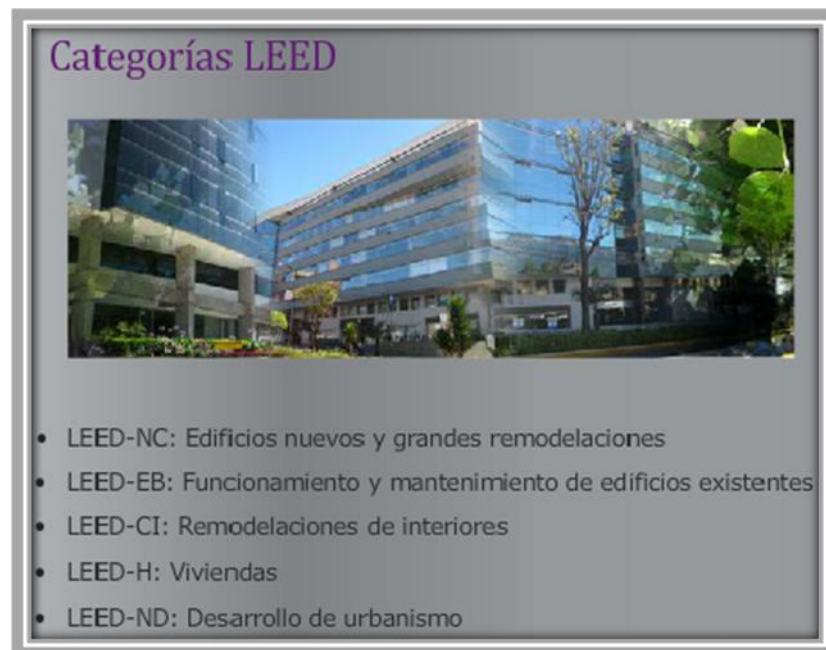 Categorías LEED
• LEED-NC: Edificios nuevos y grandes remodelaciones
• LEED-EB: Funcionamiento y mantenimiento de edificios existentes
• LEED-CI: Remodelaciones de interiores
• LEED-H: Viviendas
• LEED-ND: Desarrollo de urbanismo